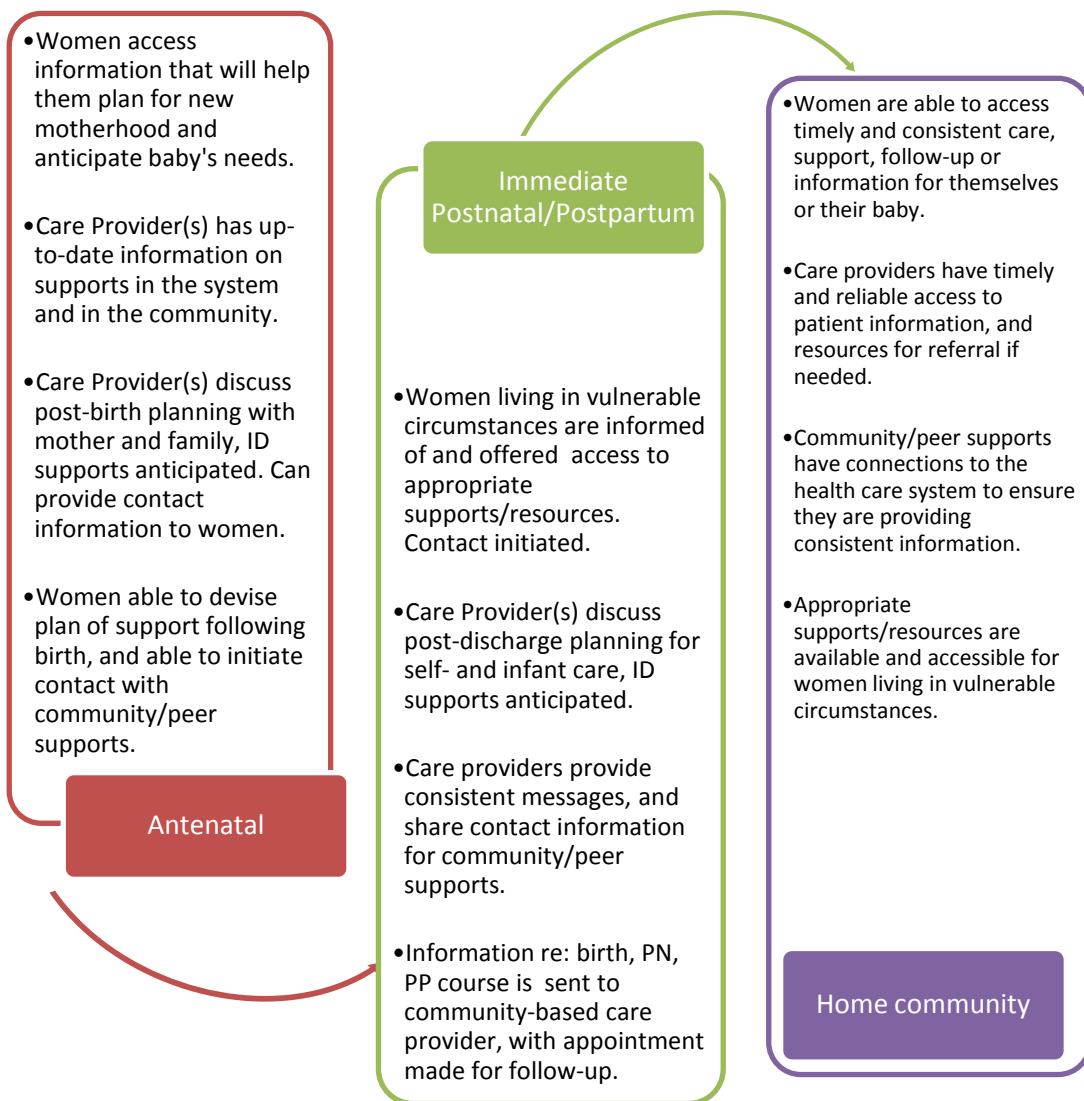 •Women access
information that will help
them plan for new
motherhood and
anticipate baby's needs.
•Care Provider(s) has up-
to-date information on
supports in the system
and in the community.
•Care Provider(s) discuss
post-birth planning with
mother and family, ID
supports anticipated. Can
provide contact
information to women.
•Women able to devise
plan of support following
birth, and able to initiate
contact with
community/peer
supports.
Antenatal
Immediate
Postnatal/Postpartum
•Women living in vulnerable
circumstances are informed
of and offered access to
appropriate
supports/resources.
Contact initiated.
•Care Provider(s) discuss
post-discharge planning for
self- and infant care, ID
supports anticipated.
•Care providers provide
consistent messages, and
share contact information
for community/peer
supports.
•Information re: birth, PN,
PP course is sent to
community-based care
provider, with appointment
made for follow-up.
•Women are able to access
timely and consistent care,
support, follow-up or
information for themselves
or their baby.
•Care providers have timely
and reliable access to
patient information, and
resources for referral if
needed.
•Community/peer supports
have connections to the
health care system to ensure
they are providing
consistent information.
•Appropriate
supports/resources are
available and accessible for
women living in vulnerable
circumstances.
Home community